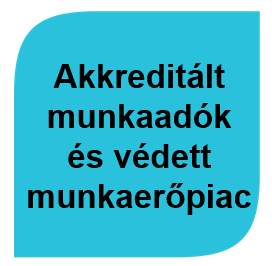 Akkreditált
munkaadók
és védett
munkaerőpiac